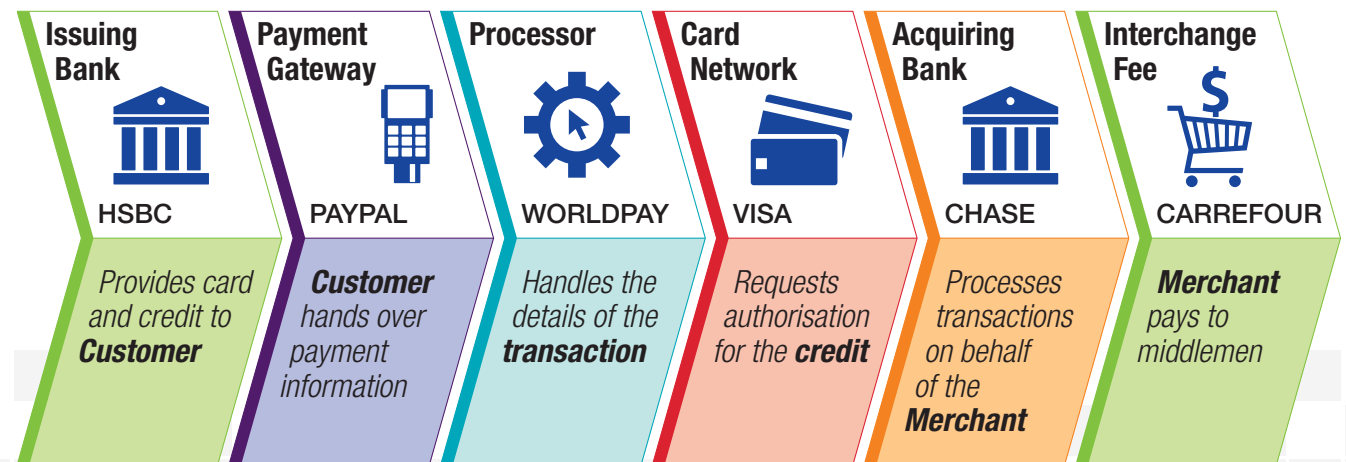 Issuing
Bank
HSBC
Provides card
and credit to
Customer
Payment
Gateway
PAYPAL
Customer
hands over
payment
information
Processor
WORLDPAY
Handles the
details of the
transaction
Card
Network
VISA
Requests
authorisation
for the credit
Acquiring
Bank
CHASE
Processes
transactions
on behalf
of the
Merchant
Interchange
Fee
$
CARREFOUR
Merchant
pays to
middlemen